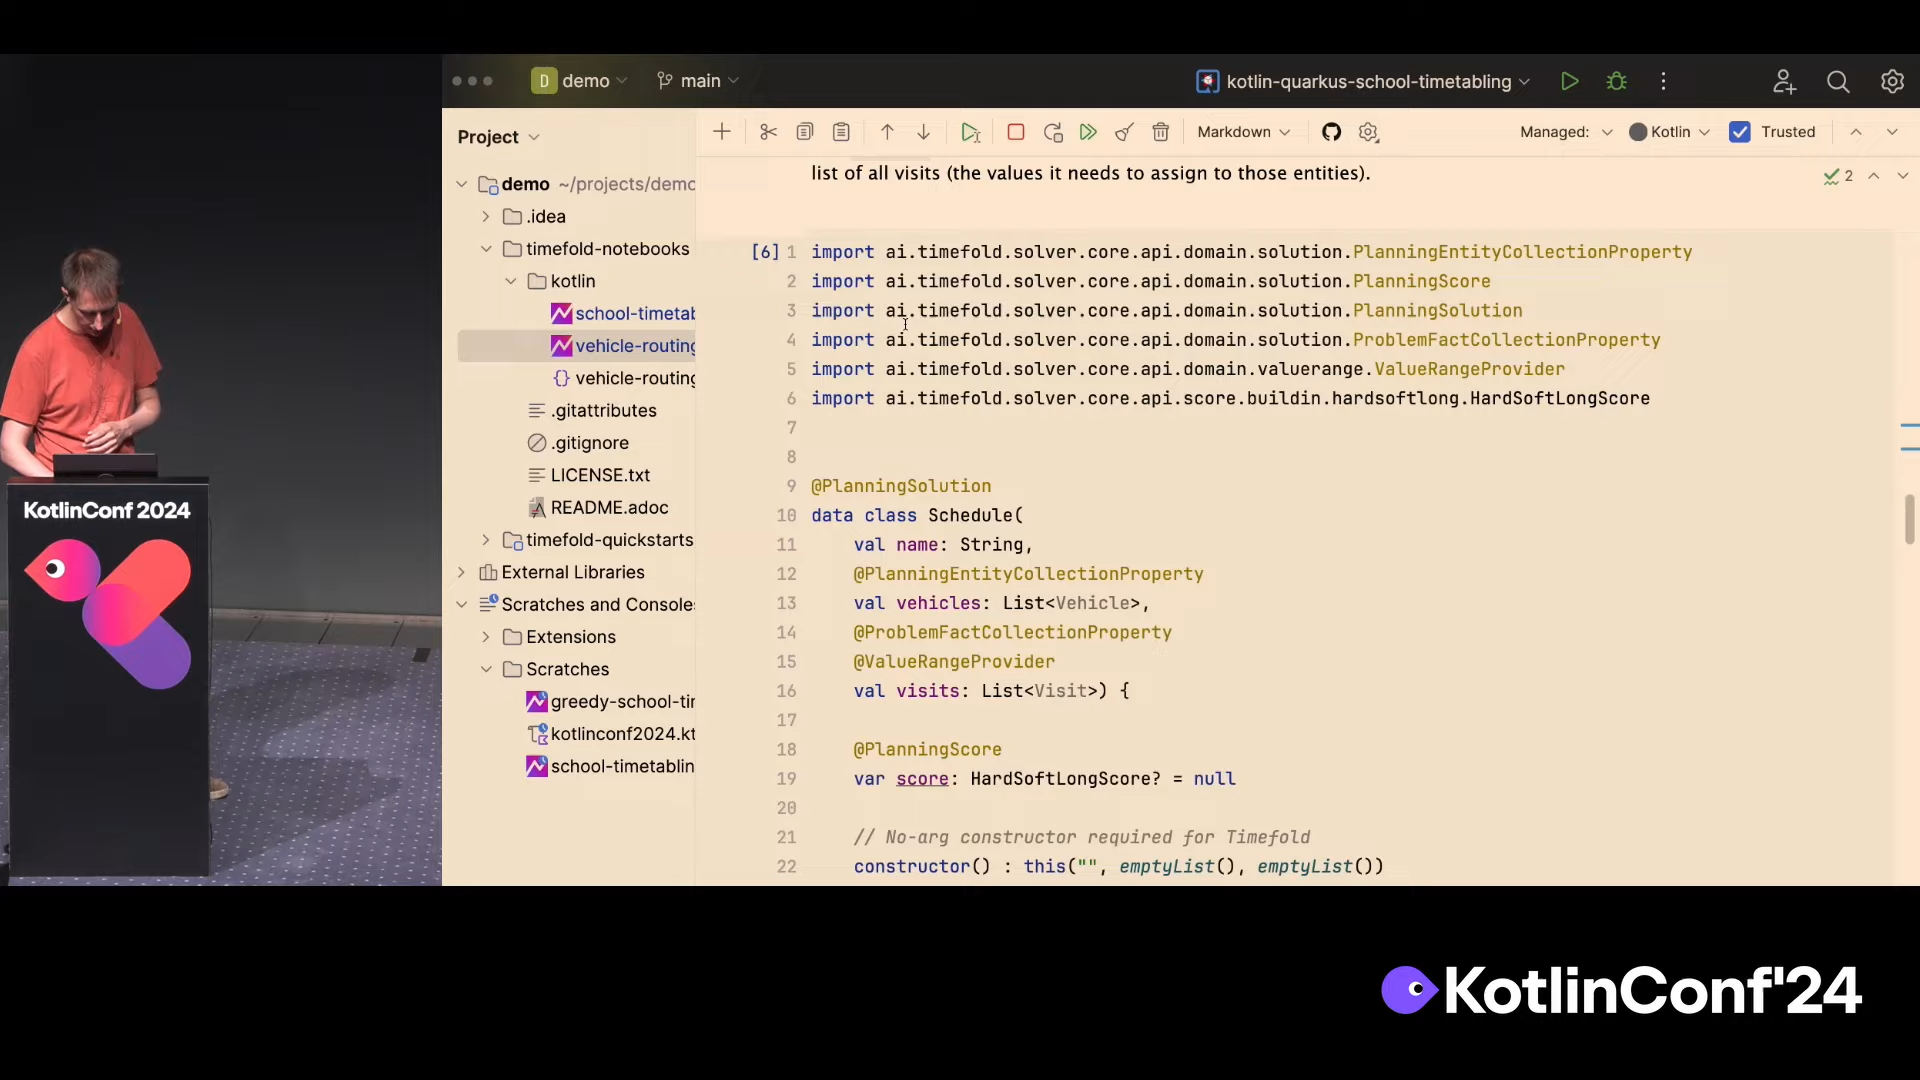 D demo main kotlin-quarkus-school-timetabling
Project
demo ~/projects/demo
.idea
timefold-notebooks
kotlin
school-timetab
vehicle-routing
vehicle-routing
.gitattributes
.gitignore
LICENSE.txt
README.adoc
timefold-quickstarts
External Libraries
Scratches and Consoles
Extensions
Scratches
greedy-school-tir
kotlinconf2024.kt
school-timetablin
Markdown Managed: Kotlin Trusted
list of all visits (the values it needs to assign to those entities).
2
[6] 1 import ai.timefold.solver.core.api.domain.solution.PlanningEntityCollectionProperty
2 import ai.timefold.solver.core.api.domain.solution.PlanningScore
3 import ai.timefold.solver.core.api.domain.solution.PlanningSolution
4 import ai.timefold.solver.core.api.domain.solution.ProblemFactCollectionProperty
5 import ai.timefold.solver.core.api.domain.valuerange.ValueRangeProvider
6 import ai.timefold.solver.core.api.score.buildin.hardsoftlong.HardSoftLongScore
7
8
9 @PlanningSolution
10 data class Schedule(
11 val name: String,
12 @PlanningEntityCollectionProperty
13 val vehicles: List<Vehicle>,
14 @ProblemFactCollectionProperty
15 @ValueRangeProvider
16 val visits: List<Visit>) {
17
18 @PlanningScore
19 var score: HardSoftLongScore? = null
20
21 // No-arg constructor required for Timefold
22 constructor() : this("", emptyList(), emptyList())
KotlinConf 2024
KotlinConf'24